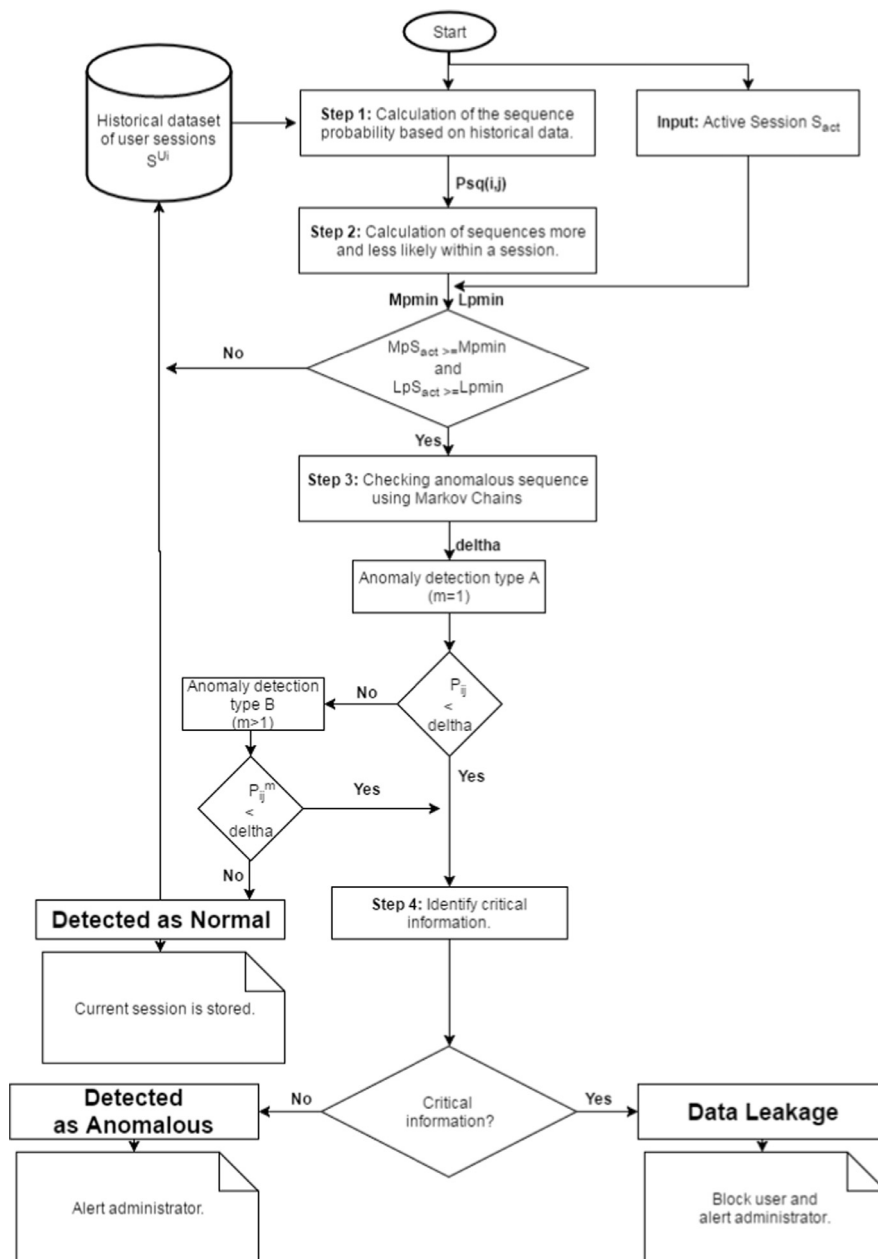 Start
Historical dataset
of user sessions
S^Ui
Step 1: Calculation of the sequence
probability based on historical data.
Input: Active Session S_act
Psq(i,j)
Step 2: Calculation of sequences more
and less likely within a session.
Mpmin Lpmin
MpS_act >=Mpmin
and
LpS_act >=Lpmin
No
Yes
Step 3: Checking anomalous sequence
using Markov Chains
deltha
Anomaly detection type A
(m=1)
P_ij
<
deltha
No
Anomaly detection
type B
(m>1)
Yes
P_ij^m
<
deltha
Yes
No
Detected as Normal
Step 4: Identify critical
information.
Current session is stored.
Critical
information?
No
Yes
Detected
as Anomalous
Data Leakage
Alert administrator.
Block user and
alert administrator.